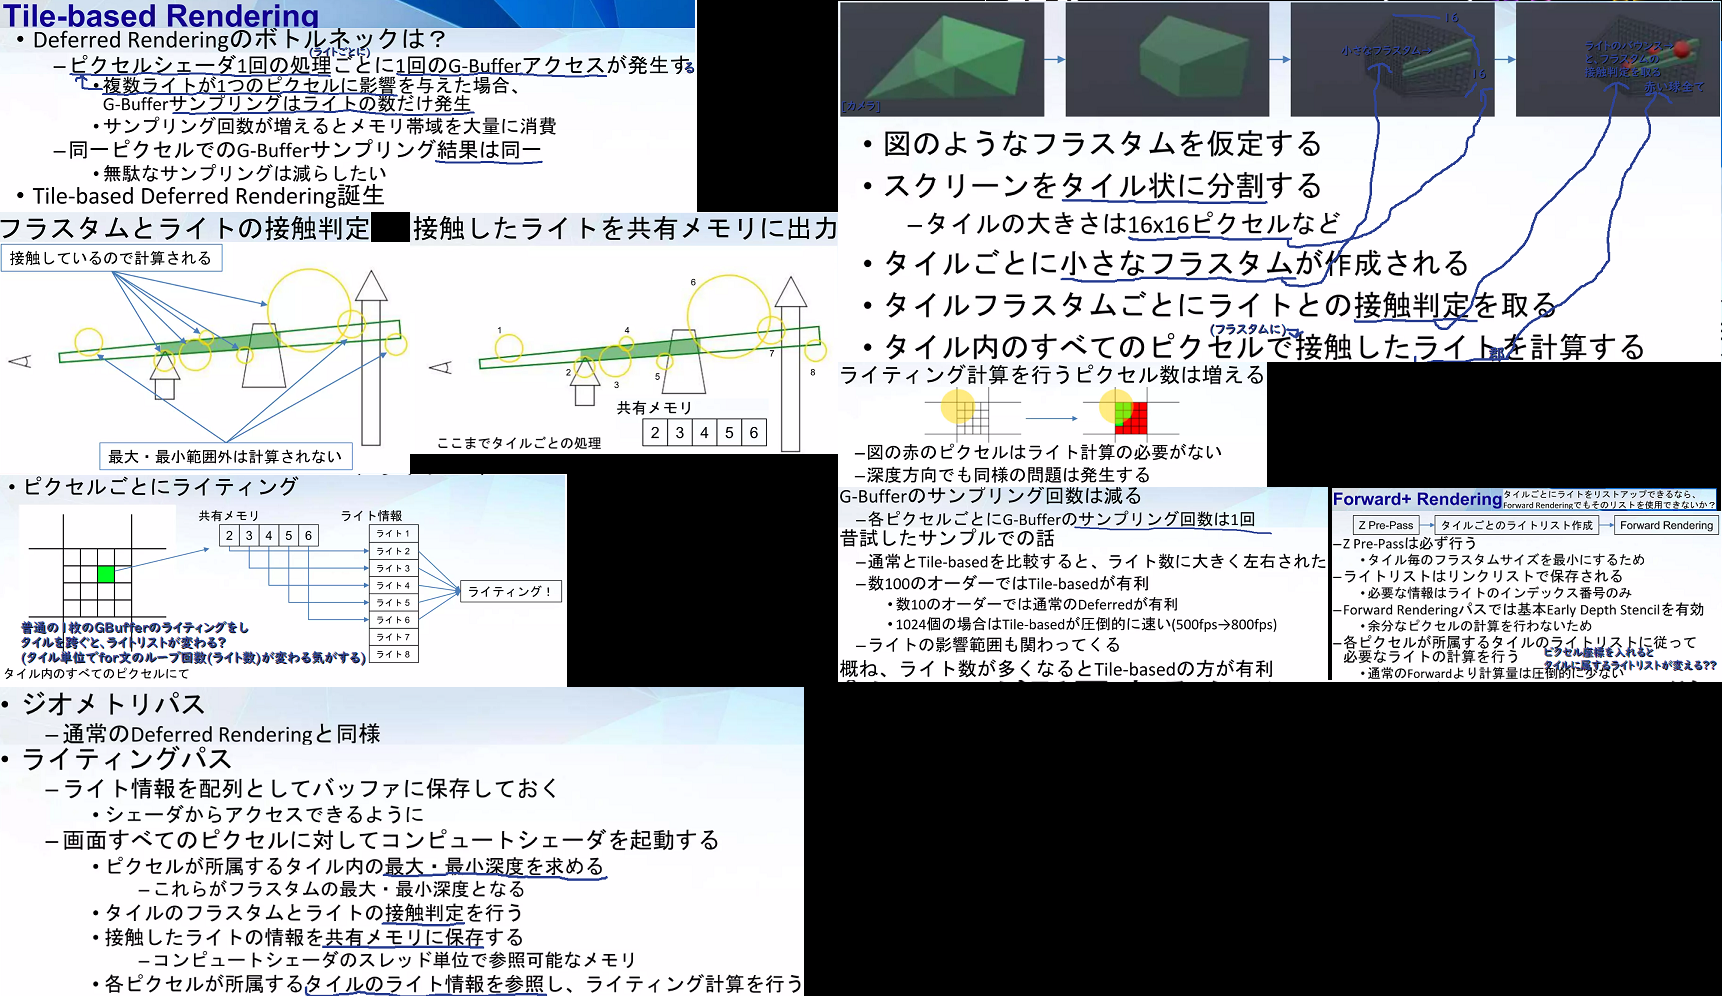 Tile-based Rendering
• Deferred Renderingのボトルネックは？
(ライトごとに)
–ピクセルシェーダ1回の処理ごとに1回のG-Bufferアクセスが発生する
•複数ライトが1つのピクセルに影響を与えた場合、
G-Bufferサンプリングはライトの数だけ発生
•サンプリング回数が増えるとメモリ帯域を大量に消費
–同一ピクセルでのG-Bufferサンプリング結果は同一
•無駄なサンプリングは減らしたい
• Tile-based Deferred Rendering誕生
フラスタムとライトの接触判定
接触しているので計算される
最大・最小範囲外は計算されない
接触したライトを共有メモリに出力
1
2
3
4
5
6
7
8
共有メモリ
2 3 4 5 6
ここまでタイルごとの処理
• ピクセルごとにライティング
共有メモリ
2 3 4 5 6
ライト情報
ライト1
ライト2
ライト3
ライト4
ライト5
ライト6
ライト7
ライト8
ライティング！
普通の1枚のGBufferのライティングをし
タイルを跨ぐと、ライトリストが変わる?
(タイル単位でfor文のループ回数(ライト数)が変わる気がする)
タイル内のすべてのピクセルにて
• ジオメトリパス
–通常のDeferred Renderingと同様
• ライティングパス
–ライト情報を配列としてバッファに保存しておく
•シェーダからアクセスできるように
–画面すべてのピクセルに対してコンピュートシェーダを起動する
•ピクセルが所属するタイル内の最大・最小深度を求める
–これらがフラスタムの最大・最小深度となる
•タイルのフラスタムとライトの接触判定を行う
•接触したライトの情報を共有メモリに保存する
–コンピュートシェーダのスレッド単位で参照可能なメモリ
•各ピクセルが所属するタイルのライト情報を参照し、ライティング計算を行う
[カメラ]
小さなフラスタム→
16
16
ライトのバウンス→
と、フラスタムの
接触判定を取る
赤い球全て
• 図のようなフラスタムを仮定する
• スクリーンをタイル状に分割する
–タイルの大きさは16x16ピクセルなど
• タイルごとに小さなフラスタムが作成される
• タイルフラスタムごとにライトとの接触判定を取る
(フラスタムに)
• タイル内のすべてのピクセルで接触したライトを計算する
郡
ライティング計算を行うピクセル数は増える
–図の赤のピクセルはライト計算の必要がない
–深度方向でも同様の問題は発生する
G-Bufferのサンプリング回数は減る
–各ピクセルごとにG-Bufferのサンプリング回数は1回
昔試したサンプルでの話
–通常とTile-basedを比較すると、ライト数に大きく左右された
–数100のオーダーではTile-basedが有利
•数10のオーダーでは通常のDeferredが有利
•1024個の場合はTile-basedが圧倒的に速い(500fps→800fps)
–ライトの影響範囲も関わってくる
概ね、ライト数が多くなるとTile-basedの方が有利
Forward+ Rendering
タイルごとにライトをリストアップできるなら、
Forward Renderingでもそのリストを使用できないか？
Z Pre-Pass
タイルごとのライトリスト作成
Forward Rendering
–Z Pre-Passは必ず行う
•タイル毎のフラスタムサイズを最小にするため
–ライトリストはリンクリストで保存される
•必要な情報はライトのインデックス番号のみ
–Forward Renderingパスでは基本Early Depth Stencilを有効
•余分なピクセルの計算を行わないため
–各ピクセルが所属するタイルのライトリストに従って
必要なライトの計算を行う
ピクセル座標を入れると
タイルに属するライトリストが変える??
•通常のForwardより計算量は圧倒的に少ない